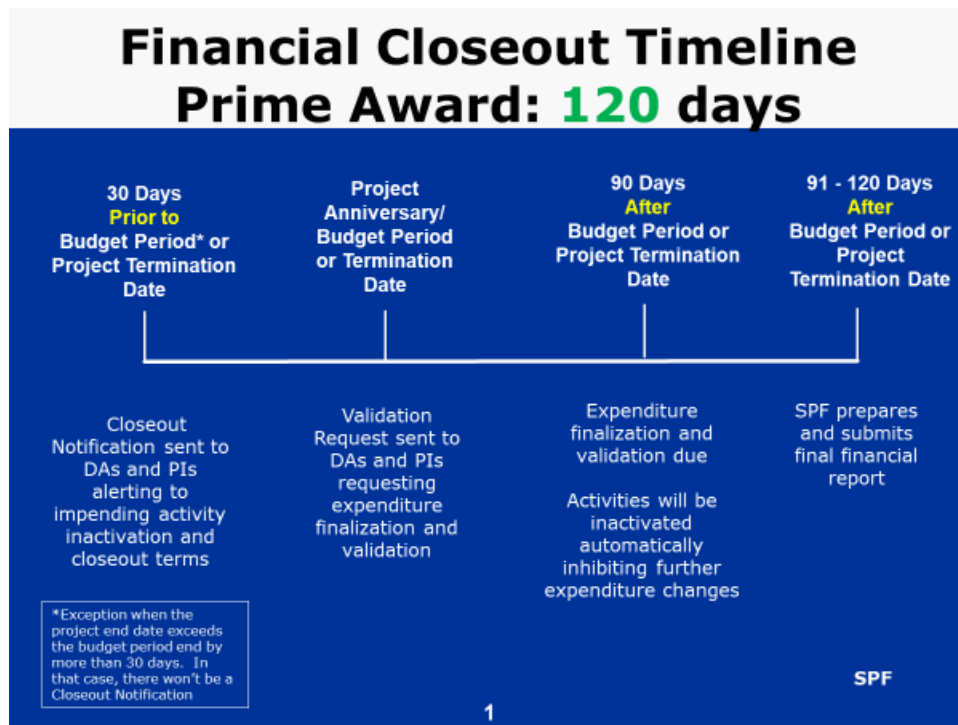 Financial Closeout Timeline
Prime Award: 120 days
30 Days
Prior to
Budget Period* or
Project Termination
Date
Project
Anniversary/
Budget Period
or Termination
Date
90 Days
After
Budget Period or
Project Termination
Date
91 - 120 Days
After
Budget Period or
Project
Termination Date
Closeout
Notification sent to
DAs and PIs
alerting to
impending activity
inactivation and
closeout terms
Validation
Request sent to
DAs and PIs
requesting
expenditure
finalization and
validation
Expenditure
finalization and
validation due
Activities will be
inactivated
automatically
inhibiting further
expenditure changes
SPF prepares
and submits
final financial
report
*Exception when the
project end date exceeds
the budget period end by
more than 30 days. In
that case, there won't be a
Closeout Notification
SPF
1